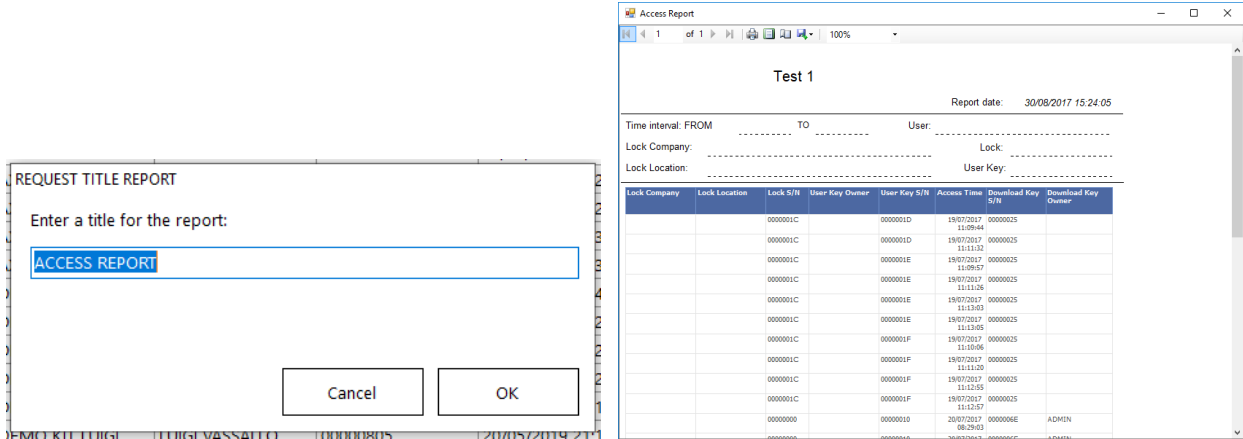 REQUEST TITLE REPORT
Enter a title for the report:
ACCESS REPORT
Cancel OK
DEMO KIT LUIGI LUIGI VASSALLO 00000805 20/05/2019 21:1
Access Report
1 of 1 100%
Test 1
Report date: 30/08/2017 15:24:05
Time interval: FROM TO User:
Lock Company: Lock:
Lock Location: User Key:
Lock Company Lock Location Lock S/N User Key Owner User Key S/N Access Time Download Key S/N Download Key Owner
0000001C 0000001D 19/07/2017 11:09:44 00000025
0000001C 0000001D 19/07/2017 11:11:32 00000025
0000001C 0000001E 19/07/2017 11:09:57 00000025
0000001C 0000001E 19/07/2017 11:11:26 00000025
0000001C 0000001E 19/07/2017 11:13:03 00000025
0000001C 0000001E 19/07/2017 11:13:05 00000025
0000001C 0000001F 19/07/2017 11:10:06 00000025
0000001C 0000001F 19/07/2017 11:11:20 00000025
0000001C 0000001F 19/07/2017 11:12:55 00000025
0000001C 0000001F 19/07/2017 11:12:57 00000025
00000000 00000010 20/07/2017 08:29:03 0000006E ADMIN